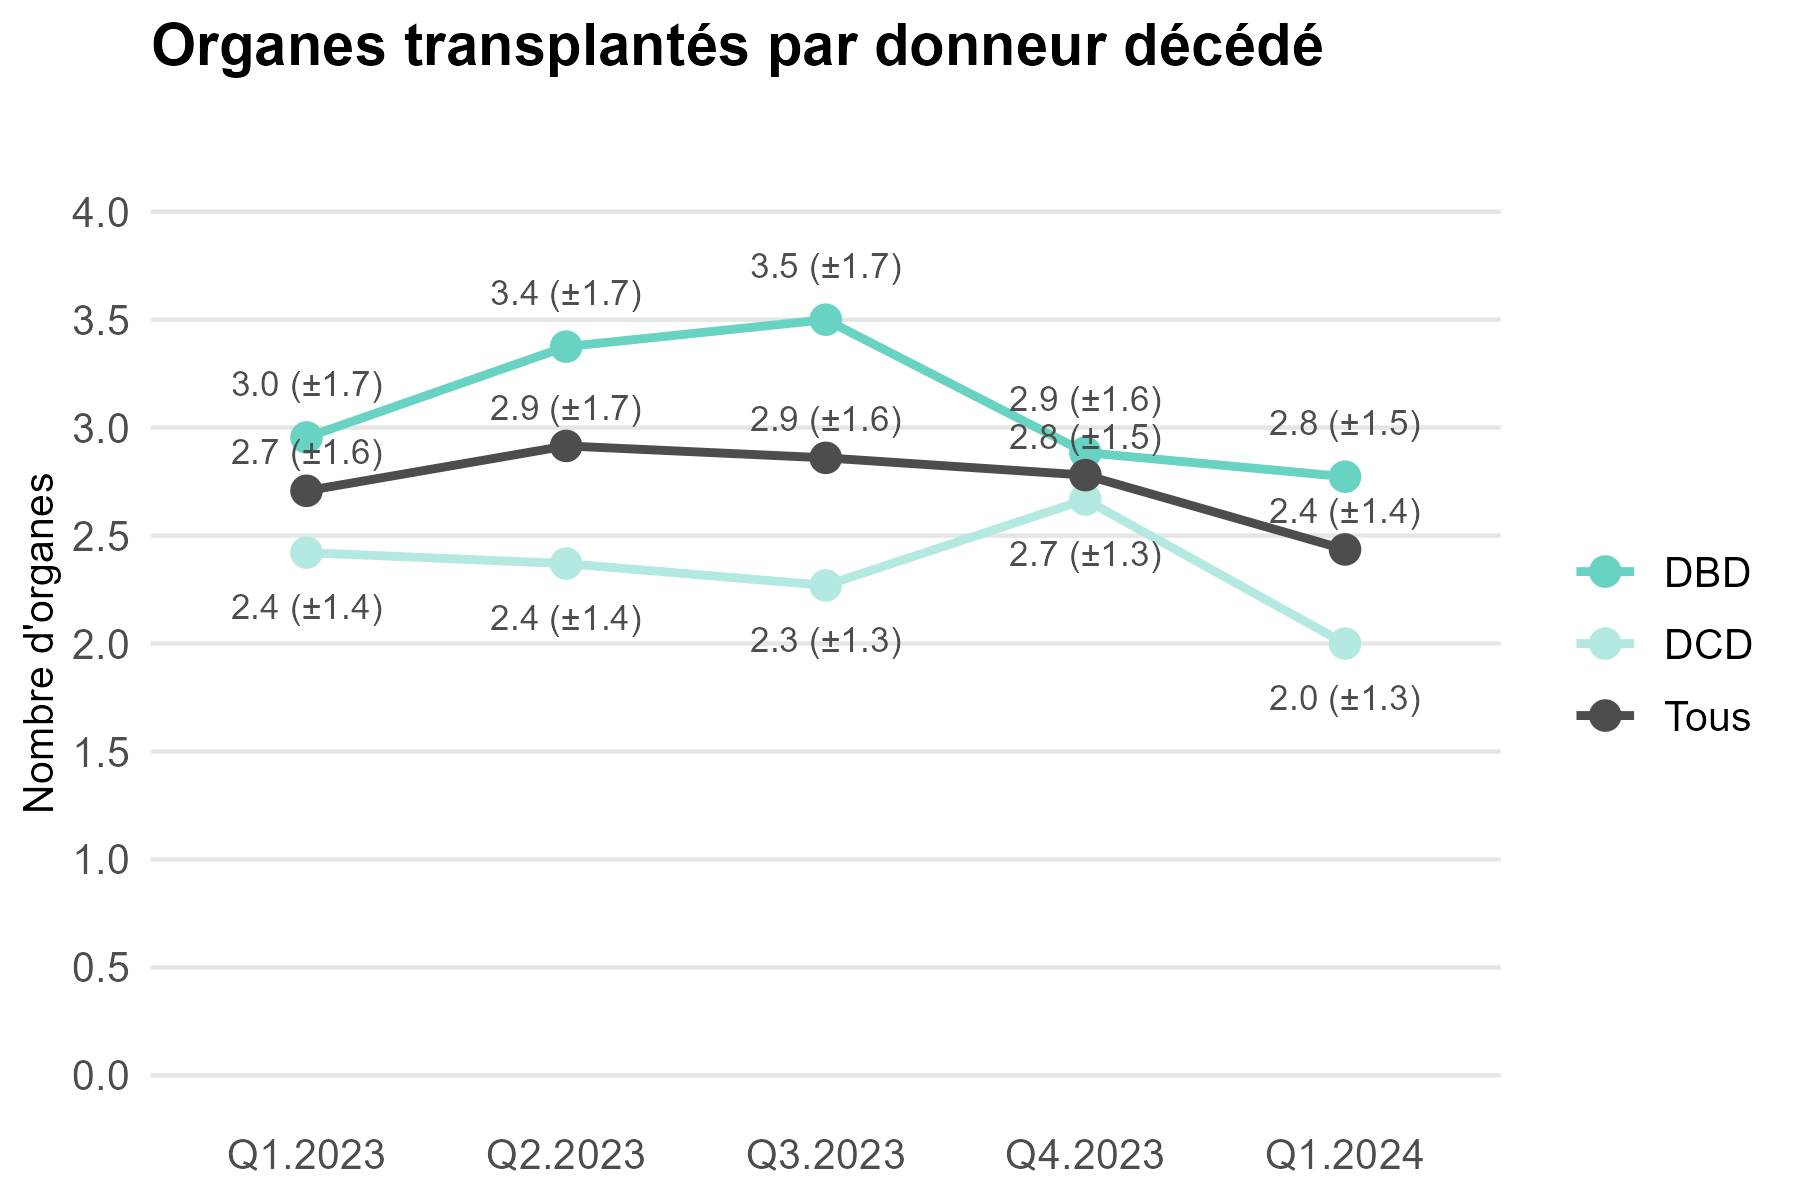 Organes transplantés par donneur décédé
Nombre d'organes
4.0
3.5
3.0
2.5
2.0
1.5
1.0
0.5
0.0
3.0 (±1.7)
3.4 (±1.7)
3.5 (±1.7)
2.9 (±1.6)
2.8 (±1.5)
2.7 (±1.6)
2.9 (±1.7)
2.9 (±1.6)
2.8 (±1.5)
2.4 (±1.4)
2.4 (±1.4)
2.4 (±1.4)
2.3 (±1.3)
2.7 (±1.3)
2.0 (±1.3)
Q1.2023
Q2.2023
Q3.2023
Q4.2023
Q1.2024
DBD
DCD
Tous